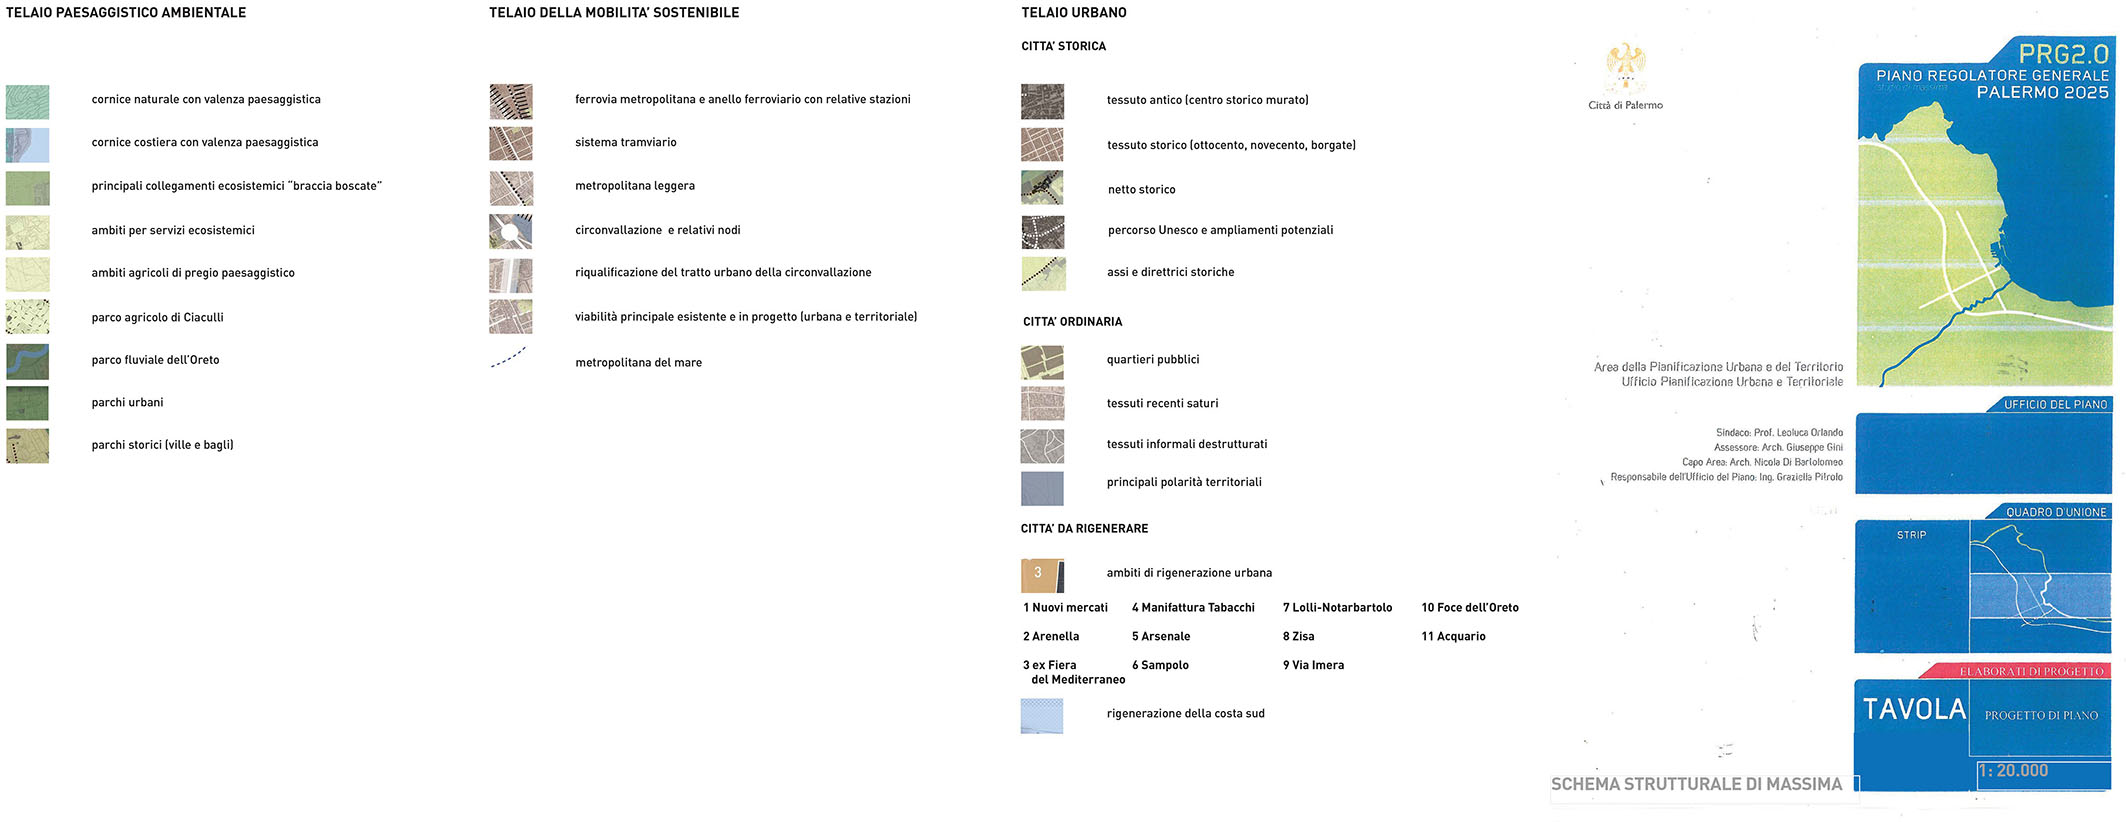 TELAIO PAESAGGISTICO AMBIENTALE
cornice naturale con valenza paesaggistica
cornice costiera con valenza paesaggistica
principali collegamenti ecosistemici “braccia boscate”
ambiti per servizi ecosistemici
ambiti agricoli di pregio paesaggistico
parco agricolo di Ciaculli
parco fluviale dell’Oreto
parchi urbani
parchi storici (ville e bagli)
TELAIO DELLA MOBILITA’ SOSTENIBILE
ferrovia metropolitana e anello ferroviario con relative stazioni
sistema tramviario
metropolitana leggera
circonvallazione e relativi nodi
riqualificazione del tratto urbano della circonvallazione
viabilità principale esistente e in progetto (urbana e territoriale)
metropolitana del mare
TELAIO URBANO
CITTA’ STORICA
tessuto antico (centro storico murato)
tessuto storico (ottocento, novecento, borgate)
netto storico
percorso Unesco e ampliamenti potenziali
assi e direttrici storiche
CITTA’ ORDINARIA
quartieri pubblici
tessuti recenti saturi
tessuti informali destrutturati
principali polarità territoriali
CITTA’ DA RIGENERARE
3
ambiti di rigenerazione urbana
1 Nuovi mercati
2 Arenella
3 ex Fiera
del Mediterraneo
4 Manifattura Tabacchi
5 Arsenale
6 Sampolo
7 Lolli-Notarbartolo
8 Zisa
9 Via Imera
10 Foce dell’Oreto
11 Acquario
rigenerazione della costa sud
Città di Palermo
PRG2.0
PIANO REGOLATORE GENERALE
studio di massima
PALERMO 2025
Area della Pianificazione Urbana e del Territorio
Ufficio Pianificazione Urbana e Territoriale
UFFICIO DEL PIANO
Sindaco: Prof. Leoluca Orlando
Assessore: Arch. Giuseppe Gini
Capo Area: Arch. Nicola Di Bartolomeo
Responsabile dell'Ufficio del Piano: Ing. Graziella Pitrolo
QUADRO D'UNIONE
STRIP
ELABORATI DI PROGETTO
TAVOLA
PROGETTO DI PIANO
1: 20.000
SCHEMA STRUTTURALE DI MASSIMA